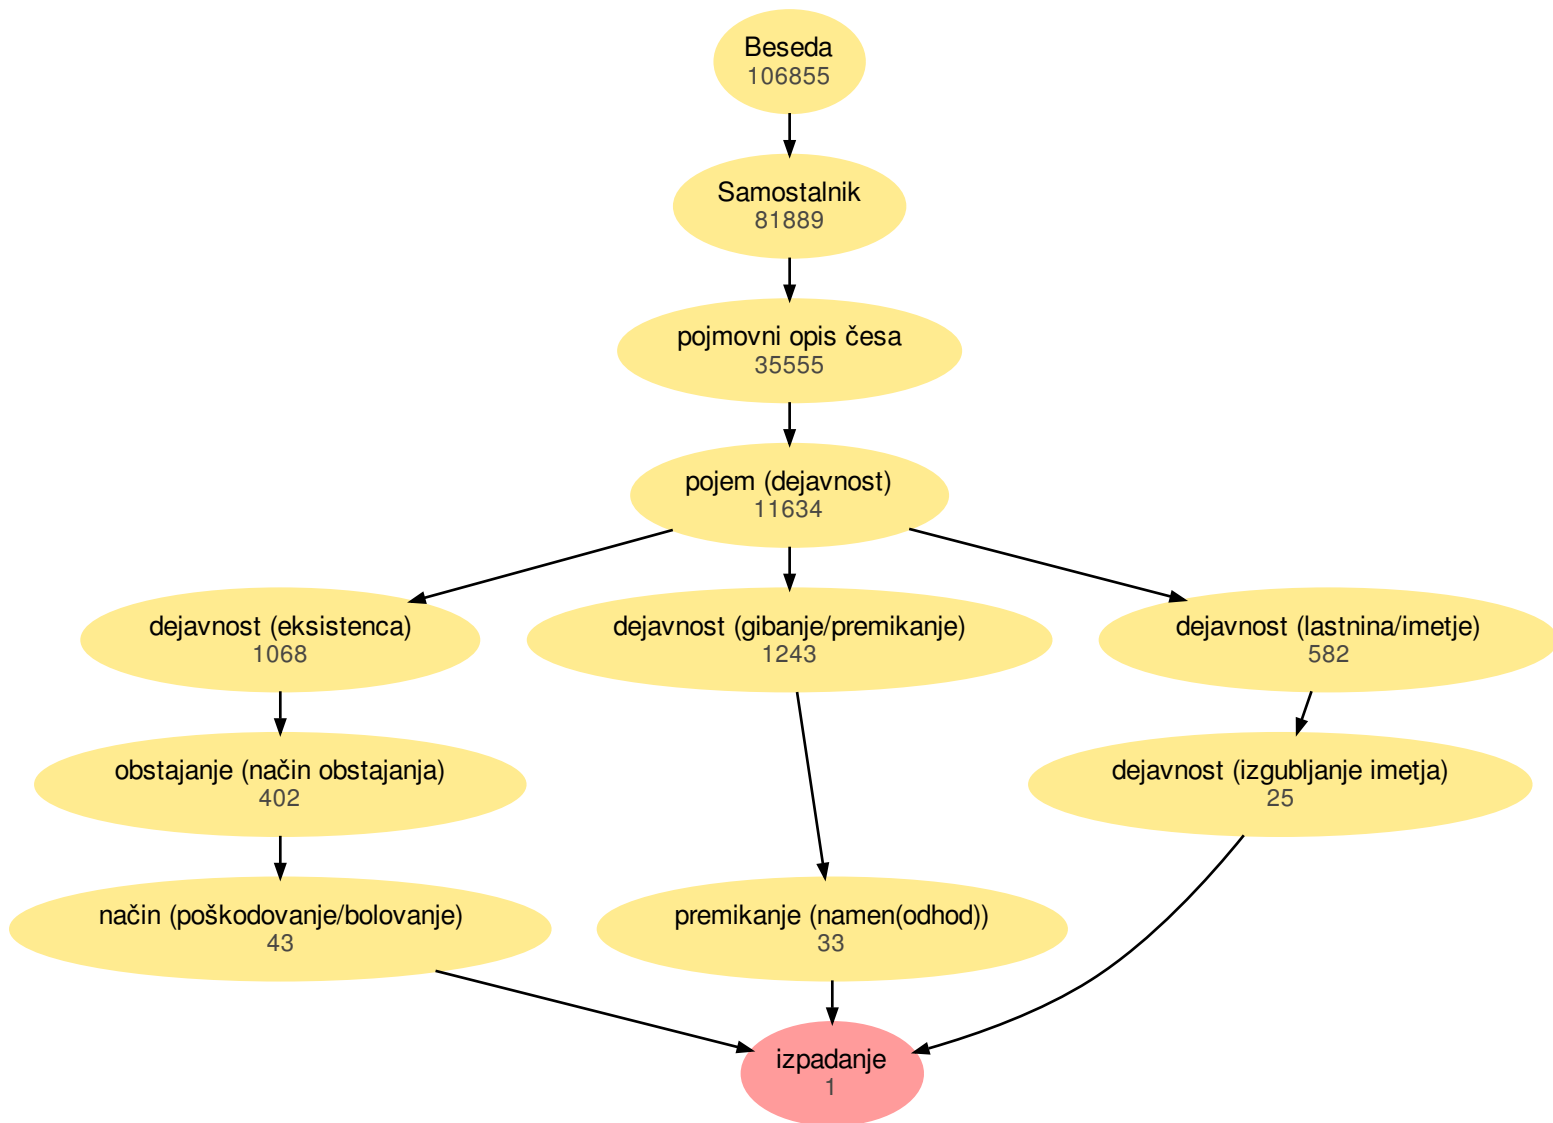 Beseda
106855
Samostalnik
81889
pojmovni opis česa
35555
pojem (dejavnost)
11634
dejavnost (eksistenca)
1068
dejavnost (gibanje/premikanje)
1243
dejavnost (lastnina/imetje)
582
obstajanje (način obstajanja)
402
dejavnost (izgubljanje imetja)
25
način (poškodovanje/bolovanje)
43
premikanje (namen(odhod))
33
izpadanje
1